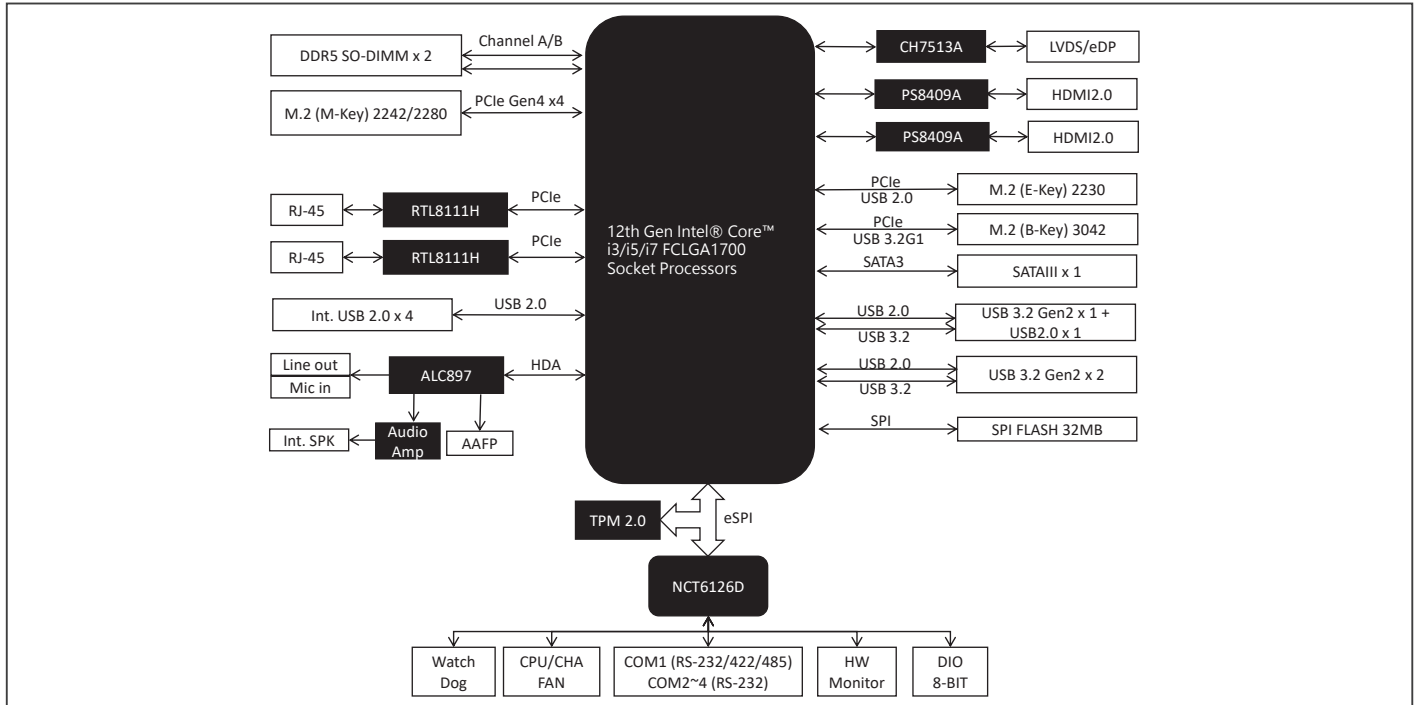 DDR5 SO-DIMM x 2
Channel A/B
M.2 (M-Key) 2242/2280
PCIe Gen4 x4
RJ-45
RTL8111H
PCIe
RJ-45
RTL8111H
PCIe
Int. USB 2.0 x 4
USB 2.0
Line out
Mic in
ALC897
HDA
Int. SPK
Audio
Amp
AAFP
12th Gen Intel® Core™
i3/i5/i7 FCLGA1700
Socket Processors
CH7513A
LVDS/eDP
PS8409A
HDMI2.0
PS8409A
HDMI2.0
PCIe
USB 2.0
M.2 (E-Key) 2230
PCIe
USB 3.2G1
M.2 (B-Key) 3042
SATA3
SATAIII x 1
USB 2.0
USB 3.2
USB 3.2 Gen2 x 1 +
USB2.0 x 1
USB 2.0
USB 3.2
USB 3.2 Gen2 x 2
SPI
SPI FLASH 32MB
TPM 2.0
eSPI
NCT6126D
Watch
Dog
CPU/CHA
FAN
COM1 (RS-232/422/485)
COM2~4 (RS-232)
HW
Monitor
DIO
8-BIT